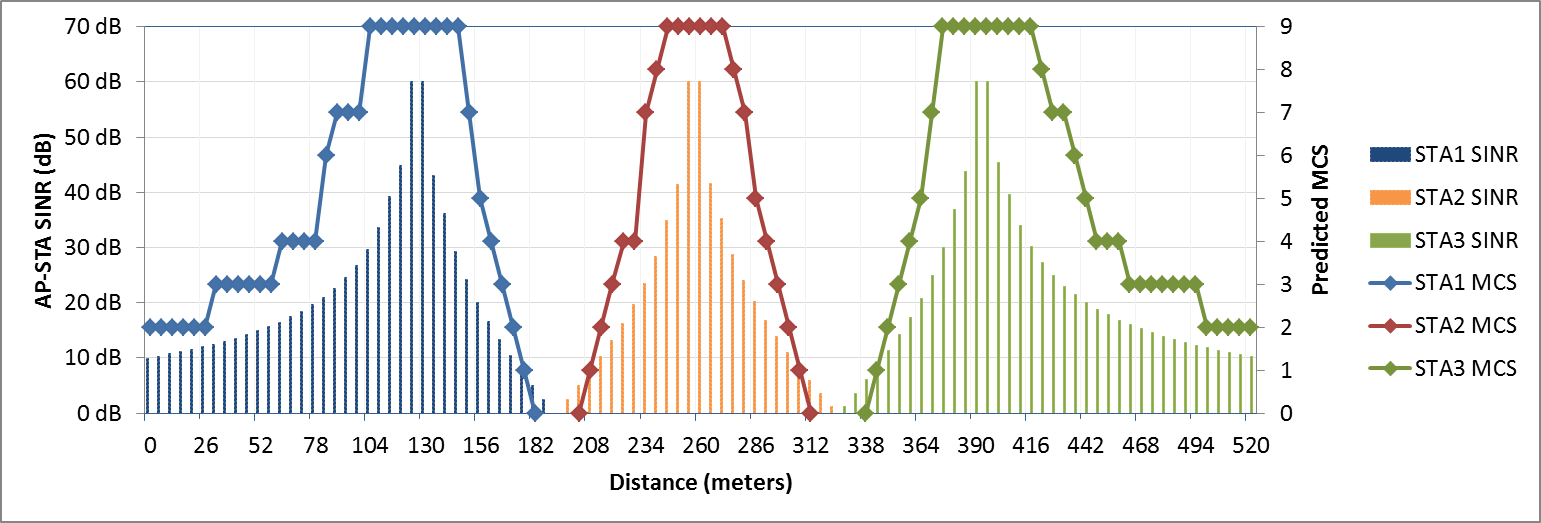 AP-STA SINR (dB)
70 dB
60 dB
50 dB
40 dB
30 dB
20 dB
10 dB
0 dB
0 26 52 78 104 130 156 182 208 234 260 286 312 338 364 390 416 442 468 494 520
Distance (meters)
9
8
7
6
5
4
3
2
1
0
Predicted MCS
STA1 SINR
STA2 SINR
STA3 SINR
STA1 MCS
STA2 MCS
STA3 MCS